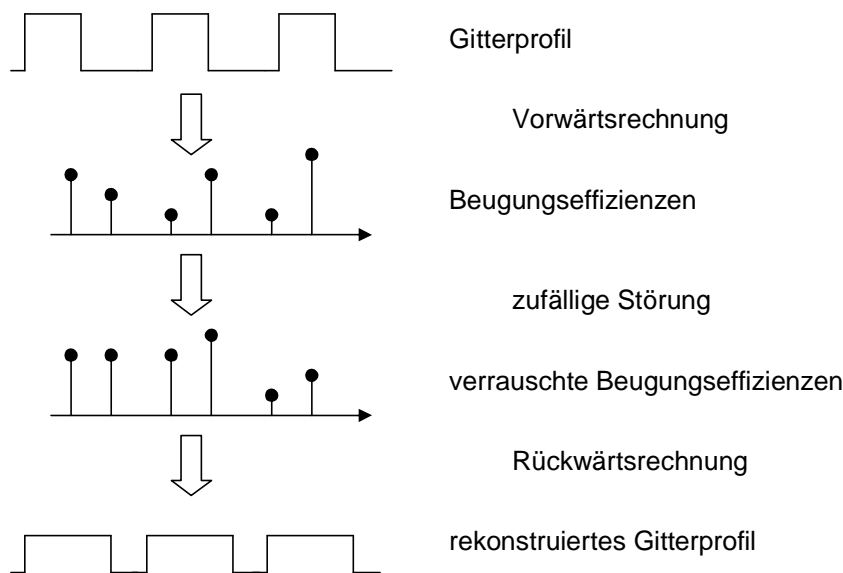 Gitterprofil
Vorwärtsrechnung
Beugungseffizienzen
zufällige Störung
verrauschte Beugungseffizienzen
Rückwärtsrechnung
rekonstruiertes Gitterprofil